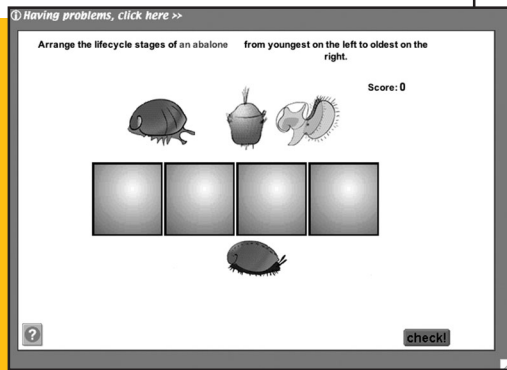 Having problems, click here >>
Arrange the lifecycle stages of an abalone from youngest on the left to oldest on the
right.
Score: 0
?
check!